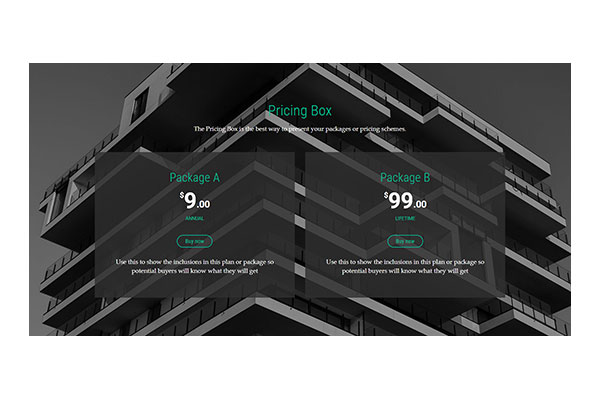 Pricing Box
The Pricing Box is the best way to present your packages or pricing schemes.
Package A
$9.00
ANNUAL
Buy now
Use this to show the inclusions in this plan or package so
potential buyers will know what they will get
Package B
$99.00
LIFETIME
Buy now
Use this to show the inclusions in this plan or package so
potential buyers will know what they will get